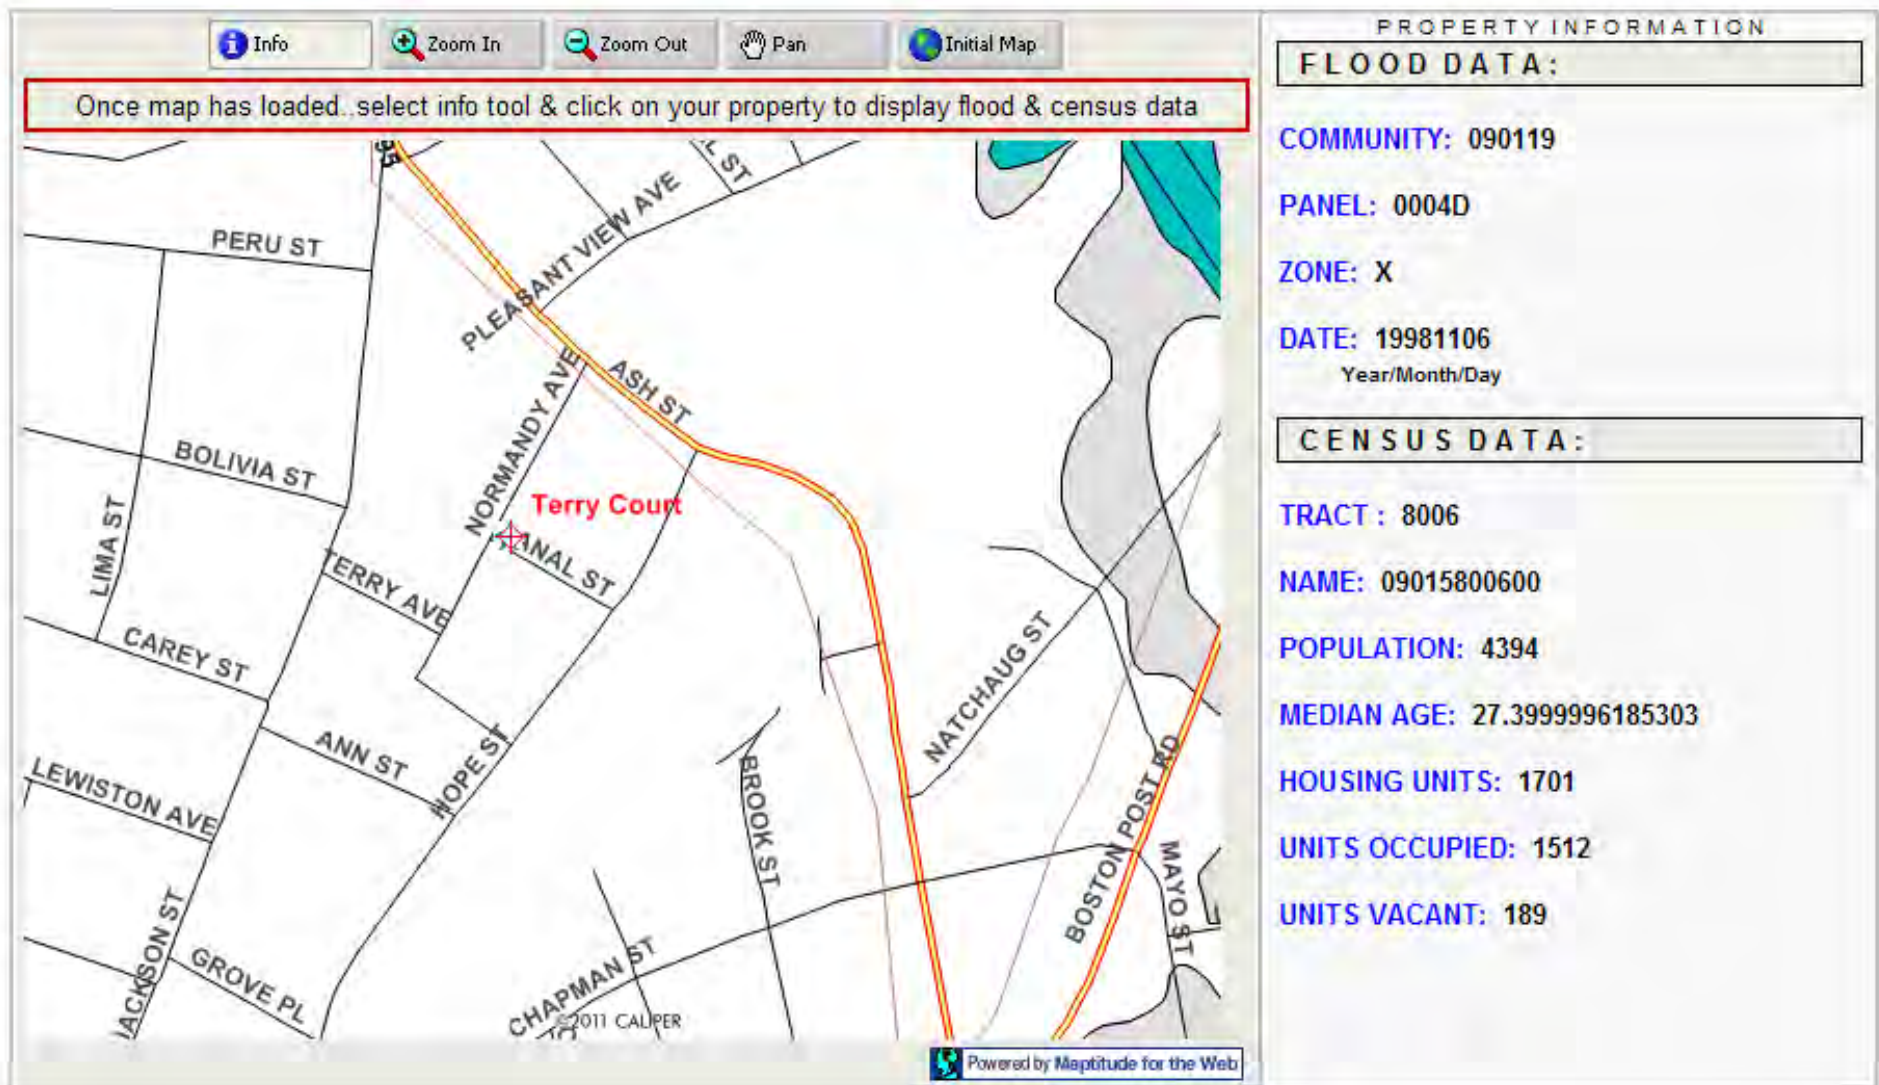 Info
Zoom In
Zoom Out
Pan
Initial Map
Once map has loaded..select info tool & click on your property to display flood & census data
PERU ST
PLEASANT VIEW AVE
ASH ST
NORMANDY AVE
BOLIVIA ST
LIMA ST
Terry Court
ANAL ST
TERRY AVE
CAREY ST
ANN ST
HOPE ST
LEWISTON AVE
NATCHAUG ST
BROOK ST
BOSTON POST RD
MAYO ST
JACKSON ST
GROVE PL
CHAPMAN ST
©2011 CALIPER
Powered by Maptitude for the Web
PROPERTY INFORMATION
FLOOD DATA:
COMMUNITY: 090119
PANEL: 0004D
ZONE: X
DATE: 19981106
Year/Month/Day
CENSUS DATA:
TRACT : 8006
NAME: 09015800600
POPULATION: 4394
MEDIAN AGE: 27.3999996185303
HOUSING UNITS: 1701
UNITS OCCUPIED: 1512
UNITS VACANT: 189